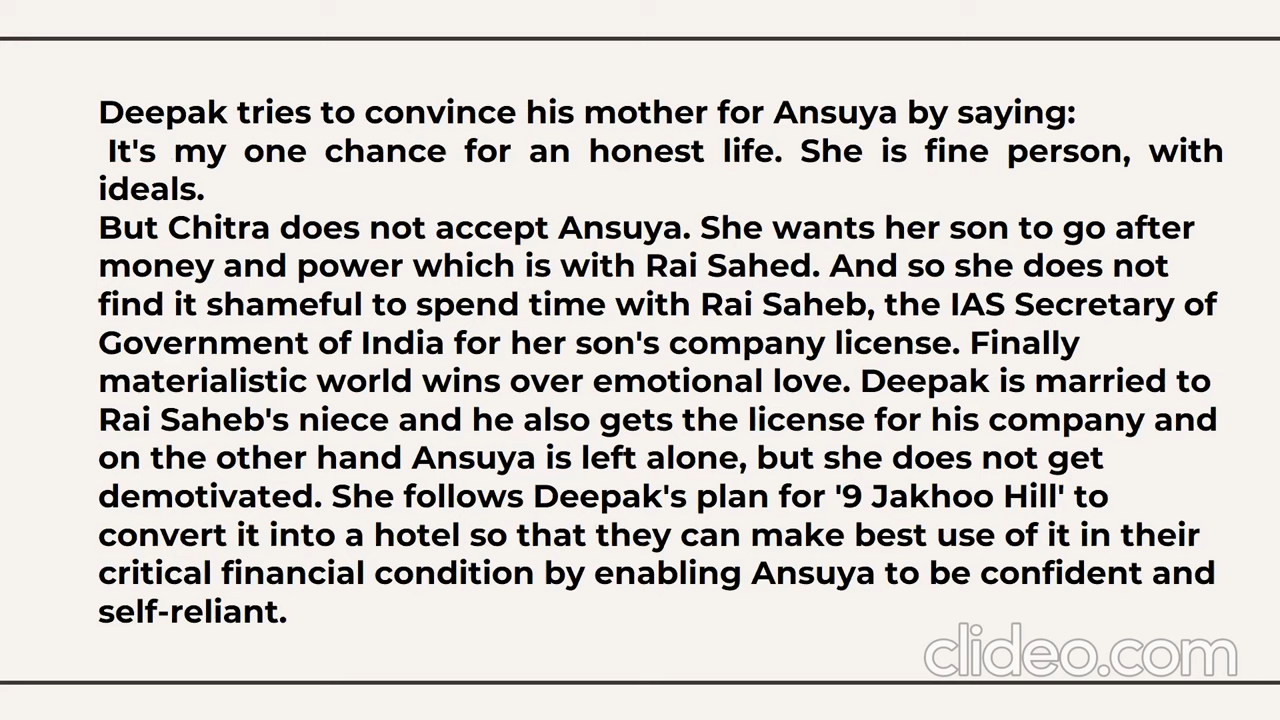 Deepak tries to convince his mother for Ansuya by saying:
It's my one chance for an honest life. She is fine person, with
ideals.
But Chitra does not accept Ansuya. She wants her son to go after
money and power which is with Rai Sahed. And so she does not
find it shameful to spend time with Rai Saheb, the IAS Secretary of
Government of India for her son's company license. Finally
materialistic world wins over emotional love. Deepak is married to
Rai Saheb's niece and he also gets the license for his company and
on the other hand Ansuya is left alone, but she does not get
demotivated. She follows Deepak's plan for '9 Jakhoo Hill' to
convert it into a hotel so that they can make best use of it in their
critical financial condition by enabling Ansuya to be confident and
self-reliant.
clideo.com